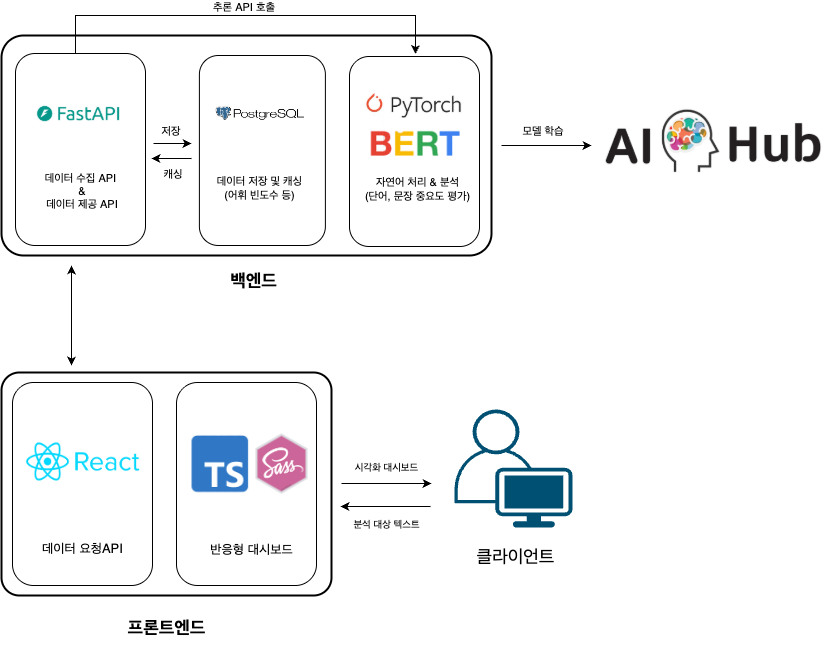 추론 API 호출
FastAPI
데이터 수집 API
&
데이터 제공 API
저장
캐싱
PostgreSQL
데이터 저장 및 캐싱
(어휘 빈도수 등)
PyTorch
BERT
자연어 처리 & 분석
(단어, 문장 중요도 평가)
모델 학습
AI Hub
백엔드
React
데이터 요청API
TS
Sass
반응형 대시보드
시각화 대시보드
분석 대상 텍스트
클라이언트
프론트엔드